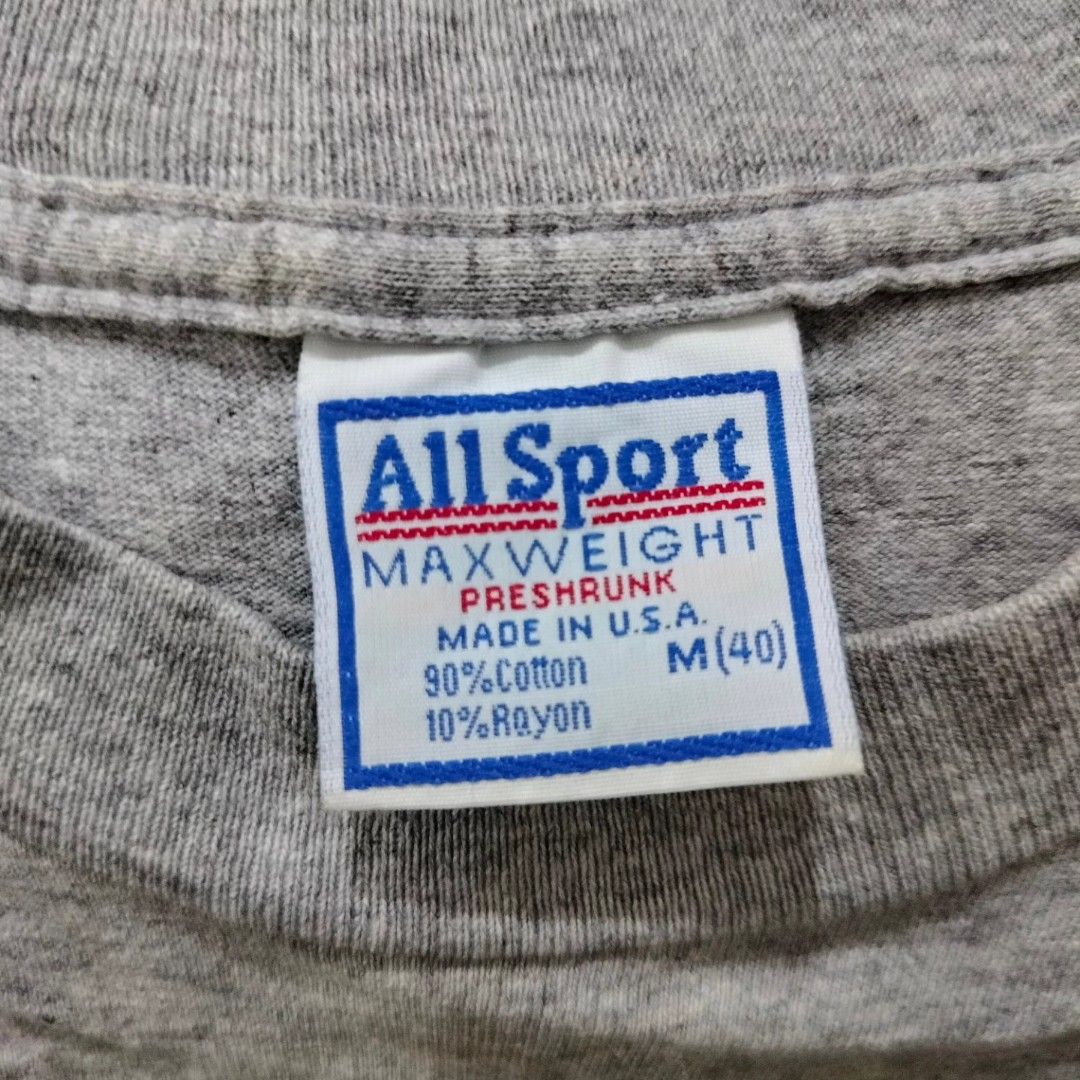 All Sport
MAXWEIGHT
PRESHRUNK
MADE IN U.S.A.
90% Cotton M (40)
10% Rayon